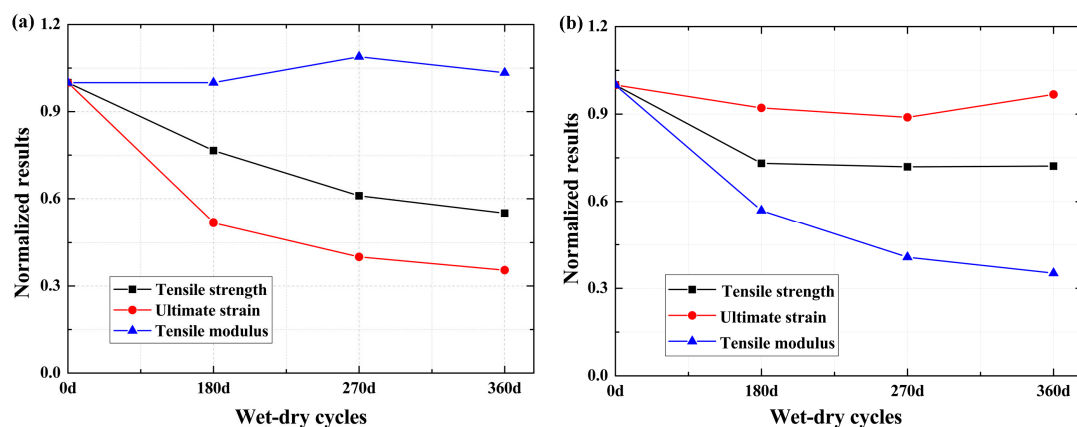 (a)
1.2
0.9
0.6
0.3
0.0
Normalized results
Tensile strength
Ultimate strain
Tensile modulus
0d
180d
270d
360d
Wet-dry cycles
(b)
1.2
0.9
0.6
0.3
0.0
Normalized results
Tensile strength
Ultimate strain
Tensile modulus
0d
180d
270d
360d
Wet-dry cycles